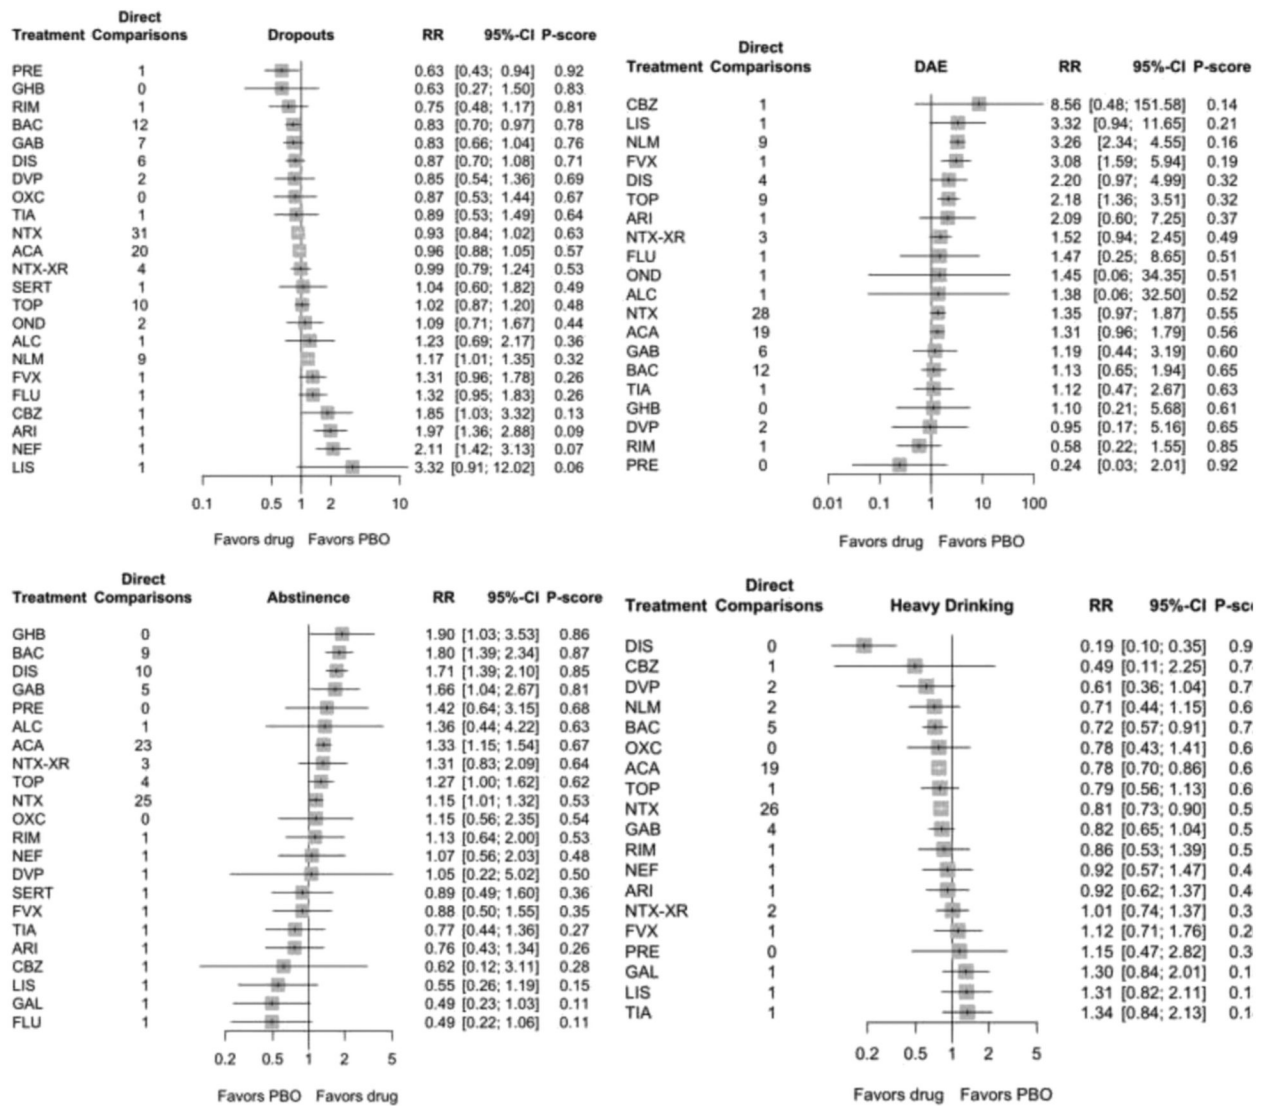 Direct
Treatment Comparisons Dropouts RR 95%-CI P-score
PRE 1 0.63 [0.43; 0.94] 0.92
GHB 0 0.63 [0.27; 1.50] 0.83
RIM 1 0.75 [0.48; 1.17] 0.81
BAC 12 0.83 [0.70; 0.97] 0.78
GAB 7 0.83 [0.66; 1.04] 0.76
DIS 6 0.87 [0.70; 1.08] 0.71
DVP 2 0.85 [0.54; 1.36] 0.69
OXC 0 0.87 [0.53; 1.44] 0.67
TIA 1 0.89 [0.53; 1.49] 0.64
NTX 31 0.93 [0.84; 1.02] 0.63
ACA 20 0.96 [0.88; 1.05] 0.57
NTX-XR 4 0.99 [0.79; 1.24] 0.53
SERT 1 1.04 [0.60; 1.82] 0.49
TOP 10 1.02 [0.87; 1.20] 0.48
OND 2 1.09 [0.71; 1.67] 0.44
ALC 1 1.23 [0.69; 2.17] 0.36
NLM 9 1.17 [1.01; 1.35] 0.32
FVX 1 1.31 [0.96; 1.78] 0.26
FLU 1 1.32 [0.95; 1.83] 0.26
CBZ 1 1.85 [1.03; 3.32] 0.13
ARI 1 1.97 [1.36; 2.88] 0.09
NEF 1 2.11 [1.42; 3.13] 0.07
LIS 1 3.32 [0.91; 12.02] 0.06
0.1 0.5 1 2 10
Favors drug Favors PBO
Direct
Treatment Comparisons DAE RR 95%-CI P-score
CBZ 1 8.56 [0.48; 151.58] 0.14
LIS 1 3.32 [0.94; 11.65] 0.21
NLM 9 3.26 [2.34; 4.55] 0.16
FVX 1 3.08 [1.59; 5.94] 0.19
DIS 4 2.20 [0.97; 4.99] 0.32
TOP 9 2.18 [1.36; 3.51] 0.32
ARI 1 2.09 [0.60; 7.25] 0.37
NTX-XR 3 1.52 [0.94; 2.45] 0.49
FLU 1 1.47 [0.25; 8.65] 0.51
OND 1 1.45 [0.06; 34.35] 0.51
ALC 1 1.38 [0.06; 32.50] 0.52
NTX 28 1.35 [0.97; 1.87] 0.55
ACA 19 1.31 [0.96; 1.79] 0.56
GAB 6 1.19 [0.44; 3.19] 0.60
BAC 12 1.13 [0.65; 1.94] 0.65
TIA 1 1.12 [0.47; 2.67] 0.63
GHB 0 1.10 [0.21; 5.68] 0.61
DVP 2 0.95 [0.17; 5.16] 0.65
RIM 1 0.58 [0.22; 1.55] 0.85
PRE 0 0.24 [0.03; 2.01] 0.92
0.01 0.1 1 10 100
Favors drug Favors PBO
Direct
Treatment Comparisons Abstinence RR 95%-CI P-score
GHB 0 1.90 [1.03; 3.53] 0.86
BAC 9 1.80 [1.39; 2.34] 0.87
DIS 10 1.71 [1.39; 2.10] 0.85
GAB 5 1.66 [1.04; 2.67] 0.81
PRE 0 1.42 [0.64; 3.15] 0.68
ALC 1 1.36 [0.44; 4.22] 0.63
ACA 23 1.33 [1.15; 1.54] 0.67
NTX-XR 3 1.31 [0.83; 2.09] 0.64
TOP 4 1.27 [1.00; 1.62] 0.62
NTX 25 1.15 [1.01; 1.32] 0.53
OXC 0 1.15 [0.56; 2.35] 0.54
RIM 1 1.13 [0.64; 2.00] 0.53
NEF 1 1.07 [0.56; 2.03] 0.48
DVP 1 1.05 [0.22; 5.02] 0.50
SERT 1 0.89 [0.49; 1.60] 0.36
FVX 1 0.88 [0.50; 1.55] 0.35
TIA 1 0.77 [0.44; 1.36] 0.27
ARI 1 0.76 [0.43; 1.34] 0.26
CBZ 1 0.62 [0.12; 3.11] 0.28
LIS 1 0.55 [0.26; 1.19] 0.15
GAL 1 0.49 [0.23; 1.03] 0.11
FLU 1 0.49 [0.22; 1.06] 0.11
0.2 0.5 1 2 5
Favors PBO Favors drug
Direct
Treatment Comparisons Heavy Drinking RR 95%-CI P-sc
DIS 0 0.19 [0.10; 0.35] 0.9
CBZ 1 0.49 [0.11; 2.25] 0.7
DVP 2 0.61 [0.36; 1.04] 0.7
NLM 2 0.71 [0.44; 1.15] 0.6
BAC 5 0.72 [0.57; 0.91] 0.7
OXC 0 0.78 [0.43; 1.41] 0.6
ACA 19 0.78 [0.70; 0.86] 0.6
TOP 1 0.79 [0.56; 1.13] 0.6
NTX 26 0.81 [0.73; 0.90] 0.5
GAB 4 0.82 [0.65; 1.04] 0.5
RIM 1 0.86 [0.53; 1.39] 0.5
NEF 1 0.92 [0.57; 1.47] 0.4
ARI 1 0.92 [0.62; 1.37] 0.4
NTX-XR 2 1.01 [0.74; 1.37] 0.3
FVX 1 1.12 [0.71; 1.76] 0.2
PRE 0 1.15 [0.47; 2.82] 0.3
GAL 1 1.30 [0.84; 2.01] 0.1
LIS 1 1.31 [0.82; 2.11] 0.1
TIA 1 1.34 [0.84; 2.13] 0.1
0.2 0.5 1 2 5
Favors drug Favors PBO